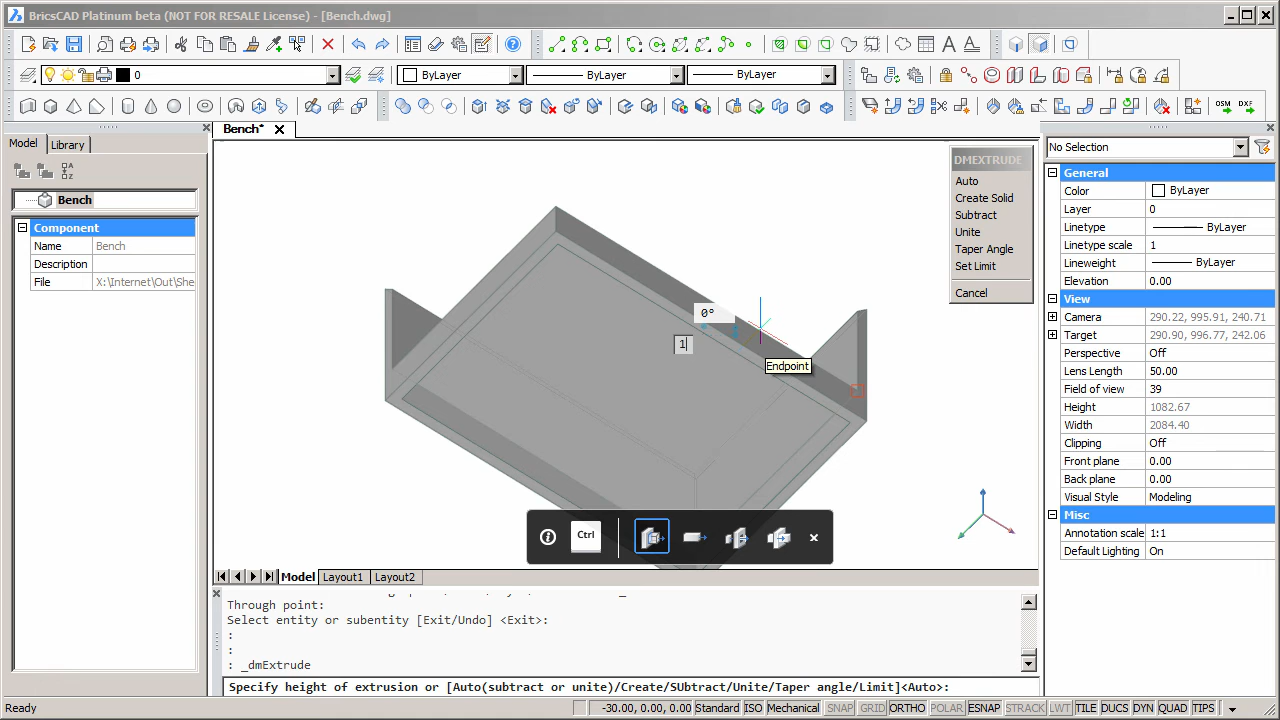 BricsCAD Platinum beta (NOT FOR RESALE License) - [Bench.dwg]
0
ByLayer
ByLayer
ByLayer
OSM
DXF
Model
Library
Bench
Component
Name Bench
Description
File X:\Internet\Out\She
Bench*
0°
1
Endpoint
DMEXTRUDE
Auto
Create Solid
Subtract
Unite
Taper Angle
Set Limit
Cancel
Ctrl
Model
Layout1
Layout2
Through point:
Select entity or subentity [Exit/Undo] <Exit>:
:
:
: _dmExtrude
Specify height of extrusion or [Auto(subtract or unite)/Create/SUbtract/Unite/Taper angle/Limit]<Auto>:
No Selection
General
Color ByLayer
Layer 0
Linetype ByLayer
Linetype scale 1
Lineweight ByLayer
Elevation 0.00
View
Camera 290.22, 995.91, 240.71
Target 290.90, 996.77, 242.06
Perspective Off
Lens Length 50.00
Field of view 39
Height 1082.67
Width 2084.40
Clipping Off
Front plane 0.00
Back plane 0.00
Visual Style Modeling
Misc
Annotation scale 1:1
Default Lighting On
Ready
-30.00, 0.00, 0.00 Standard ISO Mechanical SNAP GRID ORTHO POLAR ESNAP STRACK LWT TILE DUCS DYN QUAD TIPS